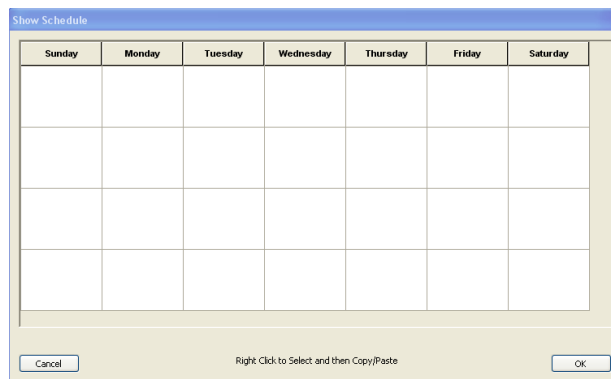 Show Schedule
Sunday Monday Tuesday Wednesday Thursday Friday Saturday
Cancel Right Click to Select and then Copy/Paste OK